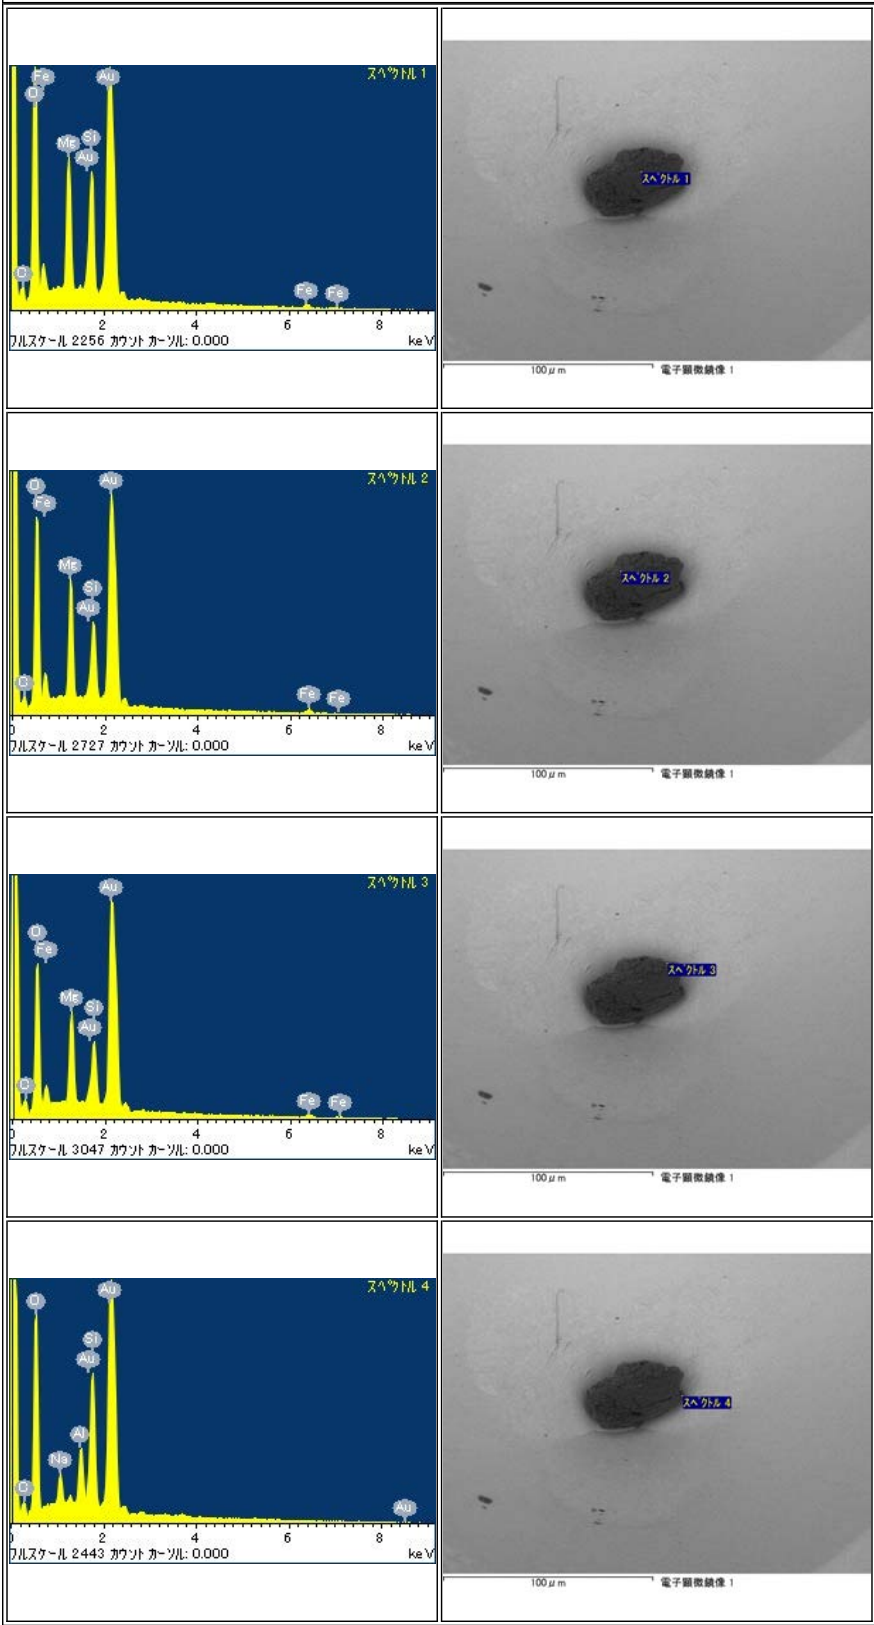 スペクトル 1
Fe
Au
O
Mg
Si
Au
C
Fe
Fe
2
4
6
8
フルスケール 2256 カウント カーソル: 0.000
keV
スペクトル 1
100μm
電子顕微鏡像 1
スペクトル 2
O
Au
Fe
Mg
Si
Au
C
Fe
Fe
0
2
4
6
8
フルスケール 2727 カウント カーソル: 0.000
keV
スペクトル 2
100μm
電子顕微鏡像 1
スペクトル 3
Au
O
Fe
Mg
Si
Au
C
Fe
Fe
0
2
4
6
8
フルスケール 3047 カウント カーソル: 0.000
keV
スペクトル 3
100μm
電子顕微鏡像 1
スペクトル 4
Au
O
Si
Au
Al
Na
C
Au
0
2
4
6
8
フルスケール 2443 カウント カーソル: 0.000
keV
スペクトル 4
100μm
電子顕微鏡像 1